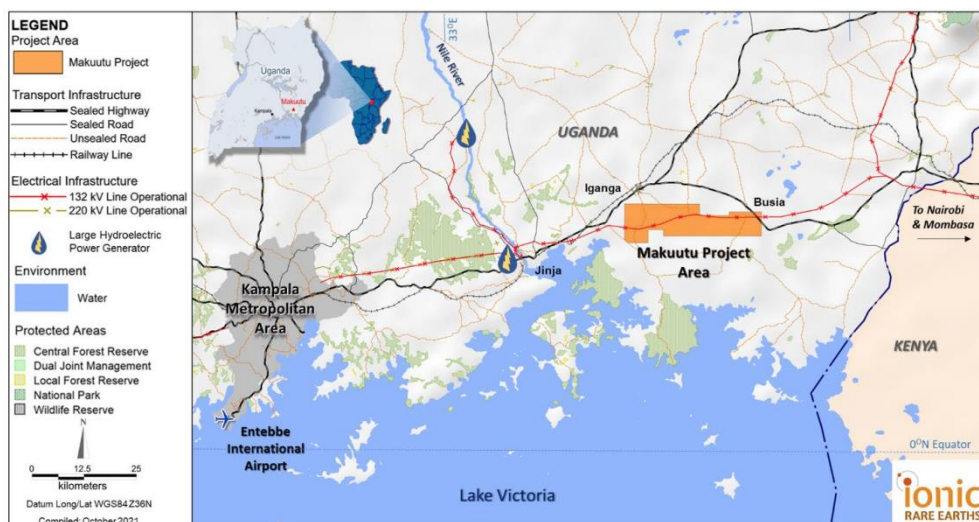 LEGEND
Project Area
Makuutu Project
Transport Infrastructure
Sealed Highway
Sealed Road
Unsealed Road
Railway Line
Electrical Infrastructure
132 kV Line Operational
220 kV Line Operational
Large Hydroelectric
Power Generator
Environment
Water
Protected Areas
Central Forest Reserve
Dual Joint Management
Local Forest Reserve
National Park
Wildlife Reserve
N
0 12.5 25
kilometers
Datum Long/Lat WGS84Z36N
Compiled: October 2021
Uganda
Makuutu
Kampala
33°E
Nile River
UGANDA
Iganga
Busia
To Nairobi
& Mombasa
Makuutu Project
Area
Jinja
Kampala
Metropolitan
Area
KENYA
Entebbe
International
Airport
0°N Equator
Lake Victoria
ionic
RARE EARTHS